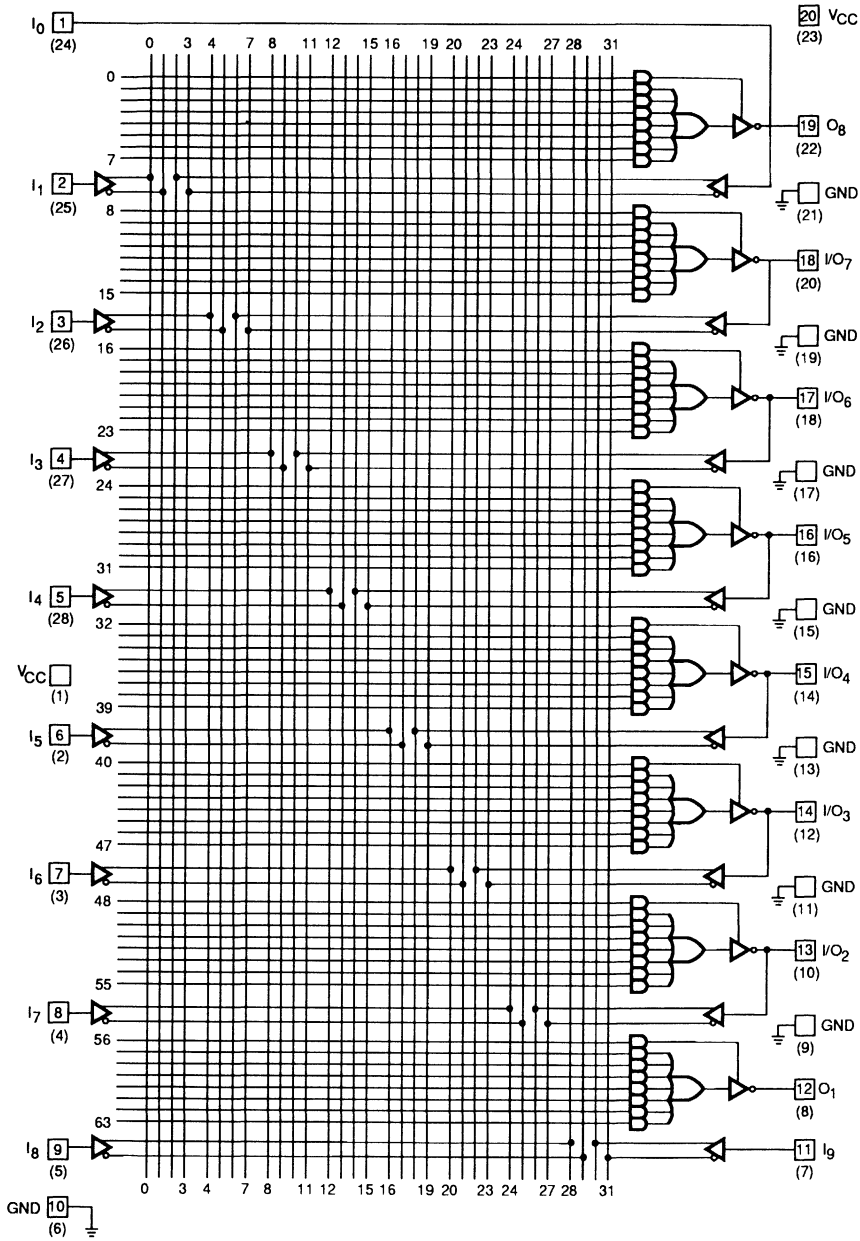 I0 1 (24)
20 VCC (23)
0 3 4 7 8 11 12 15 16 19 20 23 24 27 28 31
0
19 O8 (22)
7
I1 2 (25)
GND (21)
8
18 I/O7 (20)
15
I2 3 (26)
GND (19)
16
17 I/O6 (18)
23
I3 4 (27)
GND (17)
24
16 I/O5 (16)
31
I4 5 (28)
GND (15)
32
VCC (1)
15 I/O4 (14)
39
I5 6 (2)
GND (13)
40
14 I/O3 (12)
47
I6 7 (3)
GND (11)
48
13 I/O2 (10)
55
I7 8 (4)
GND (9)
56
12 O1 (8)
63
I8 9 (5)
11 I9 (7)
0 3 4 7 8 11 12 15 16 19 20 23 24 27 28 31
GND 10 (6)